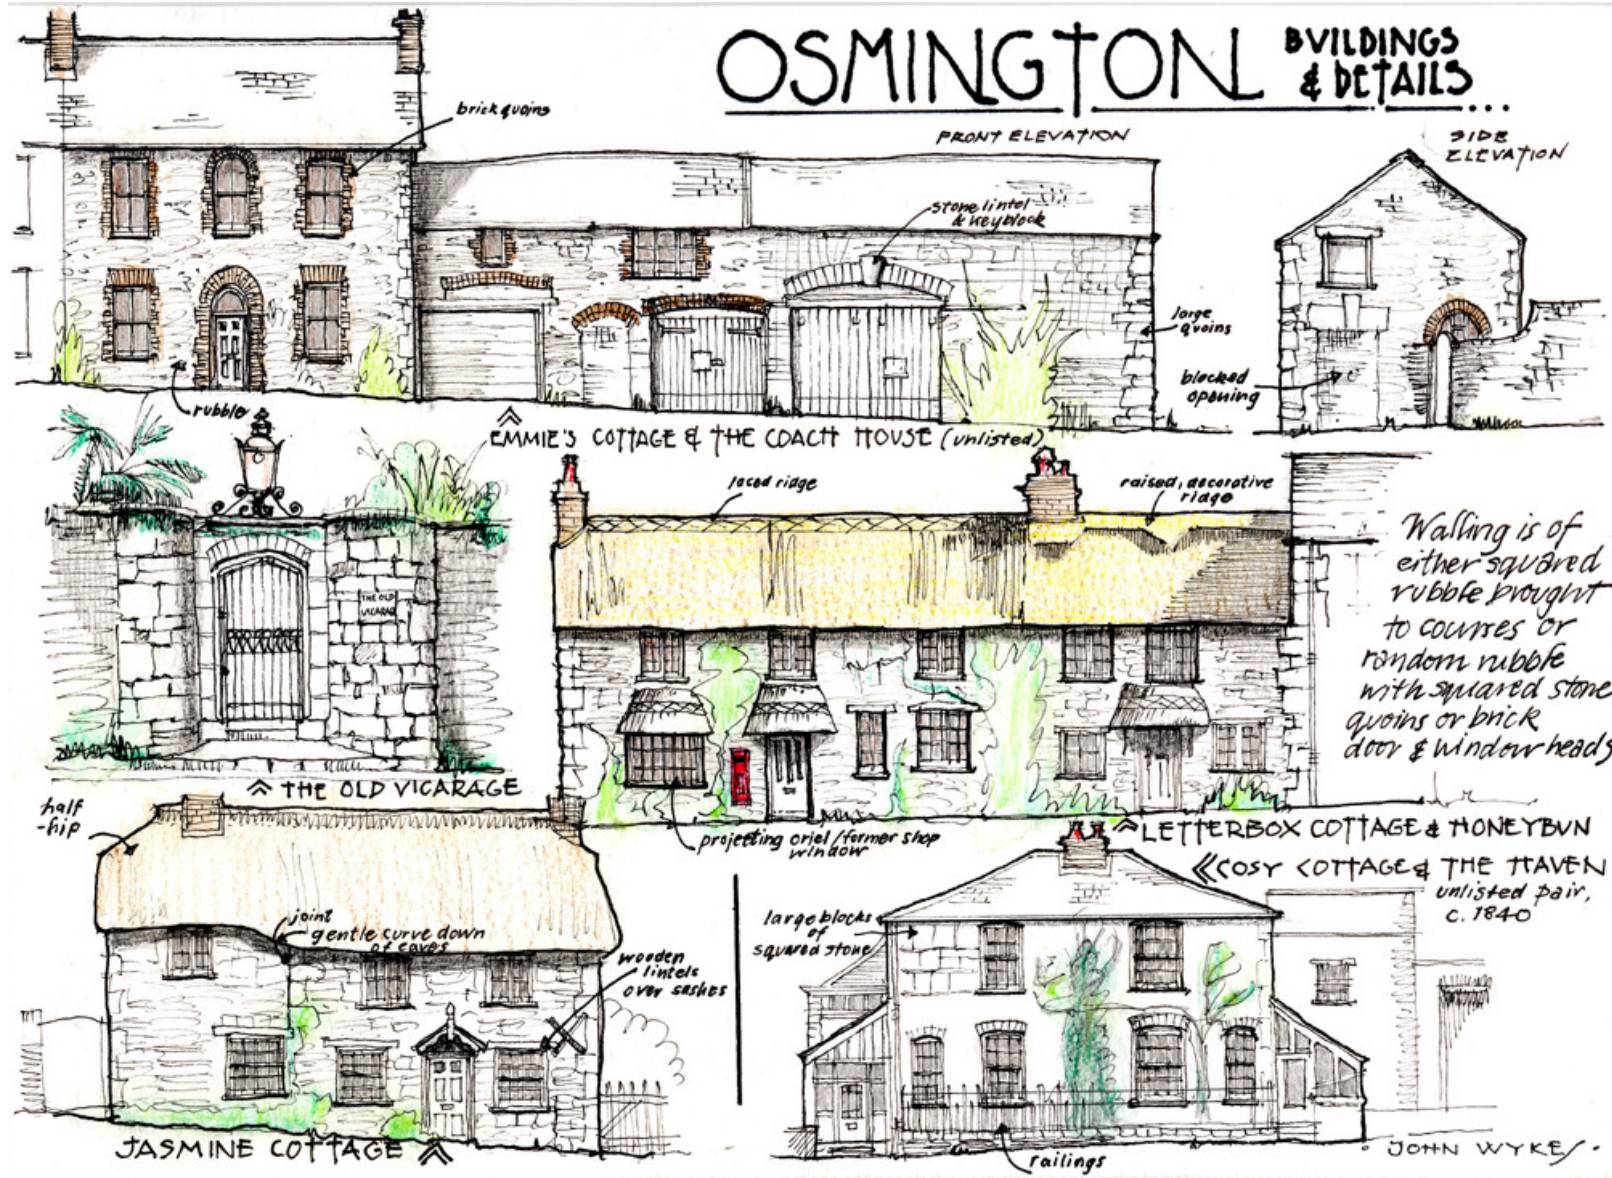 OSMINGTON
BVILDINGS
& DETAILS...
FRONT ELEVATION
SIDE
ELEVATION
brick quoins
stone lintel
& keyblock
large
quoins
blocked
opening
rubble
EMMIE'S COTTAGE & THE COACH HOUSE (unlisted)
laced ridge
raised, decorative
ridge
THE OLD
VICARAG
Walling is of
either squared
rubble brought
to courses or
random rubble
with squared stone
quoins or brick
door & window heads
THE OLD VICARAGE
projecting oriel/former shop
window
LETTERBOX COTTAGE & HONEYBUN
half
-hip
joint
gentle curve down
of eaves
wooden
lintels
over sashes
JASMINE COTTAGE
COSY COTTAGE & THE HAVEN
unlisted pair,
c. 1840
large blocks
of
squared stone
railings
JOHN WYKES.